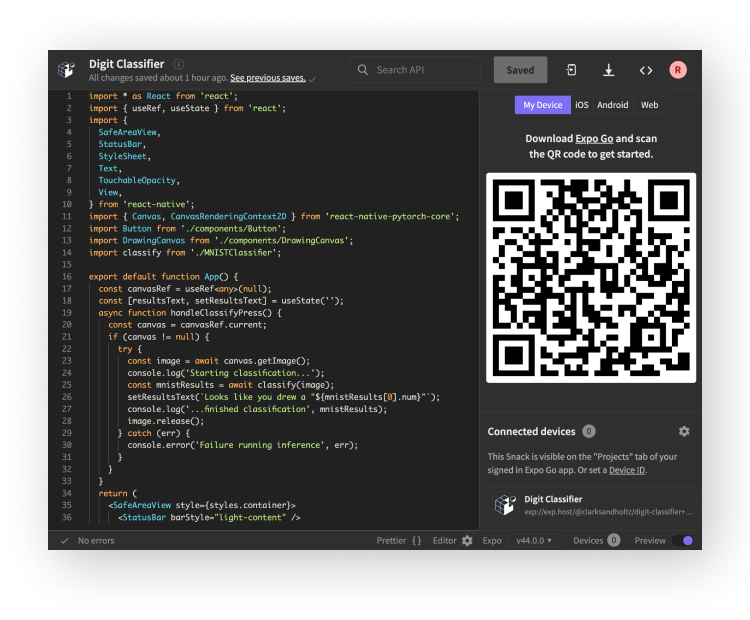 Digit Classifier
All changes saved about 1 hour ago. See previous saves.
Search API
Saved
R
1 import * as React from 'react';
2 import { useRef, useState } from 'react';
3 import {
4 SafeAreaView,
5 StatusBar,
6 StyleSheet,
7 Text,
8 TouchableOpacity,
9 View,
10 } from 'react-native';
11 import { Canvas, CanvasRenderingContext2D } from 'react-native-pytorch-core';
12 import Button from './components/Button';
13 import DrawingCanvas from './components/DrawingCanvas';
14 import classify from './MNISTClassifier';
15
16 export default function App() {
17 const canvasRef = useRef<any>(null);
18 const [resultsText, setResultsText] = useState('');
19 async function handleClassifyPress() {
20 const canvas = canvasRef.current;
21 if (canvas != null) {
22 try {
23 const image = await canvas.getImage();
24 console.log('Starting classification...');
25 const mnistResults = await classify(image);
26 setResultsText(`Looks like you drew a "${mnistResults[0].num}"`);
27 console.log('...finished classification', mnistResults);
28 image.release();
29 } catch (err) {
30 console.error('Failure running inference', err);
31 }
32 }
33 }
34 return (
35 <SafeAreaView style={styles.container}>
36 <StatusBar barStyle="light-content" />
My Device iOS Android Web
Download Expo Go and scan
the QR code to get started.
Connected devices 0
This Snack is visible on the "Projects" tab of your
signed in Expo Go app. Or set a Device ID.
Digit Classifier
exp://exp.host/@clarksandholtz/digit-classifier+...
No errors
Prettier {} Editor Expo v44.0.0 Devices 0 Preview